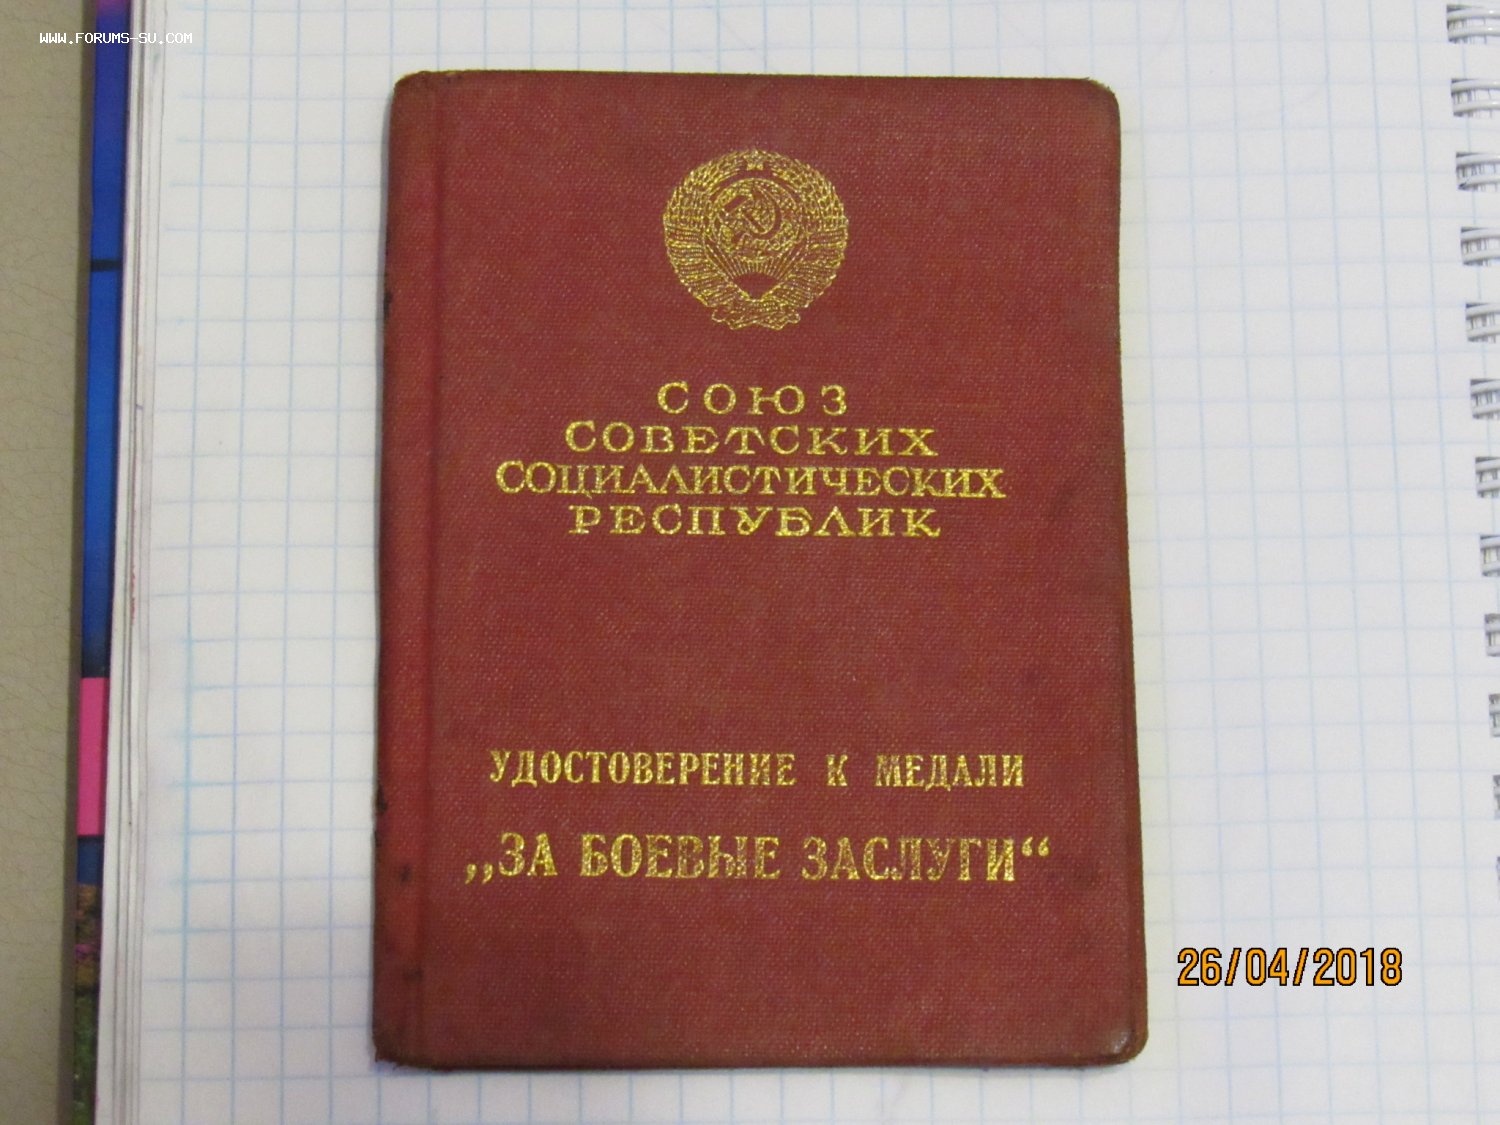 WWW.FORUMS-SU.COM
СОЮЗ
СОВЕТСКИХ
СОЦИАЛИСТИЧЕСКИХ
РЕСПУБЛИК
УДОСТОВЕРЕНИЕ К МЕДАЛИ
„ЗА БОЕВЫЕ ЗАСЛУГИ“
26/04/2018